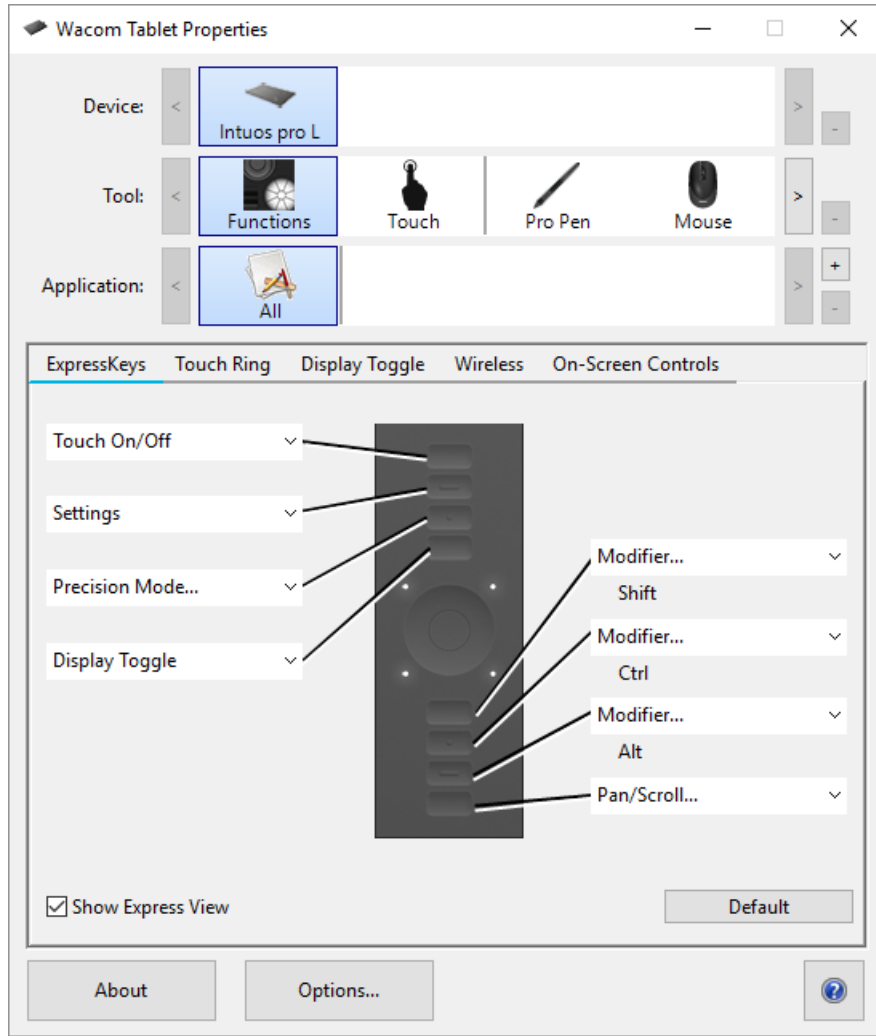 Wacom Tablet Properties
Device:
<
Intuos pro L
>
-
Tool:
<
Functions
Touch
Pro Pen
Mouse
>
-
Application:
<
All
>
+
-
ExpressKeys Touch Ring Display Toggle Wireless On-Screen Controls
Touch On/Off
Settings
Precision Mode...
Display Toggle
Modifier...
Shift
Modifier...
Ctrl
Modifier...
Alt
Pan/Scroll...
Show Express View
Default
About
Options...
?